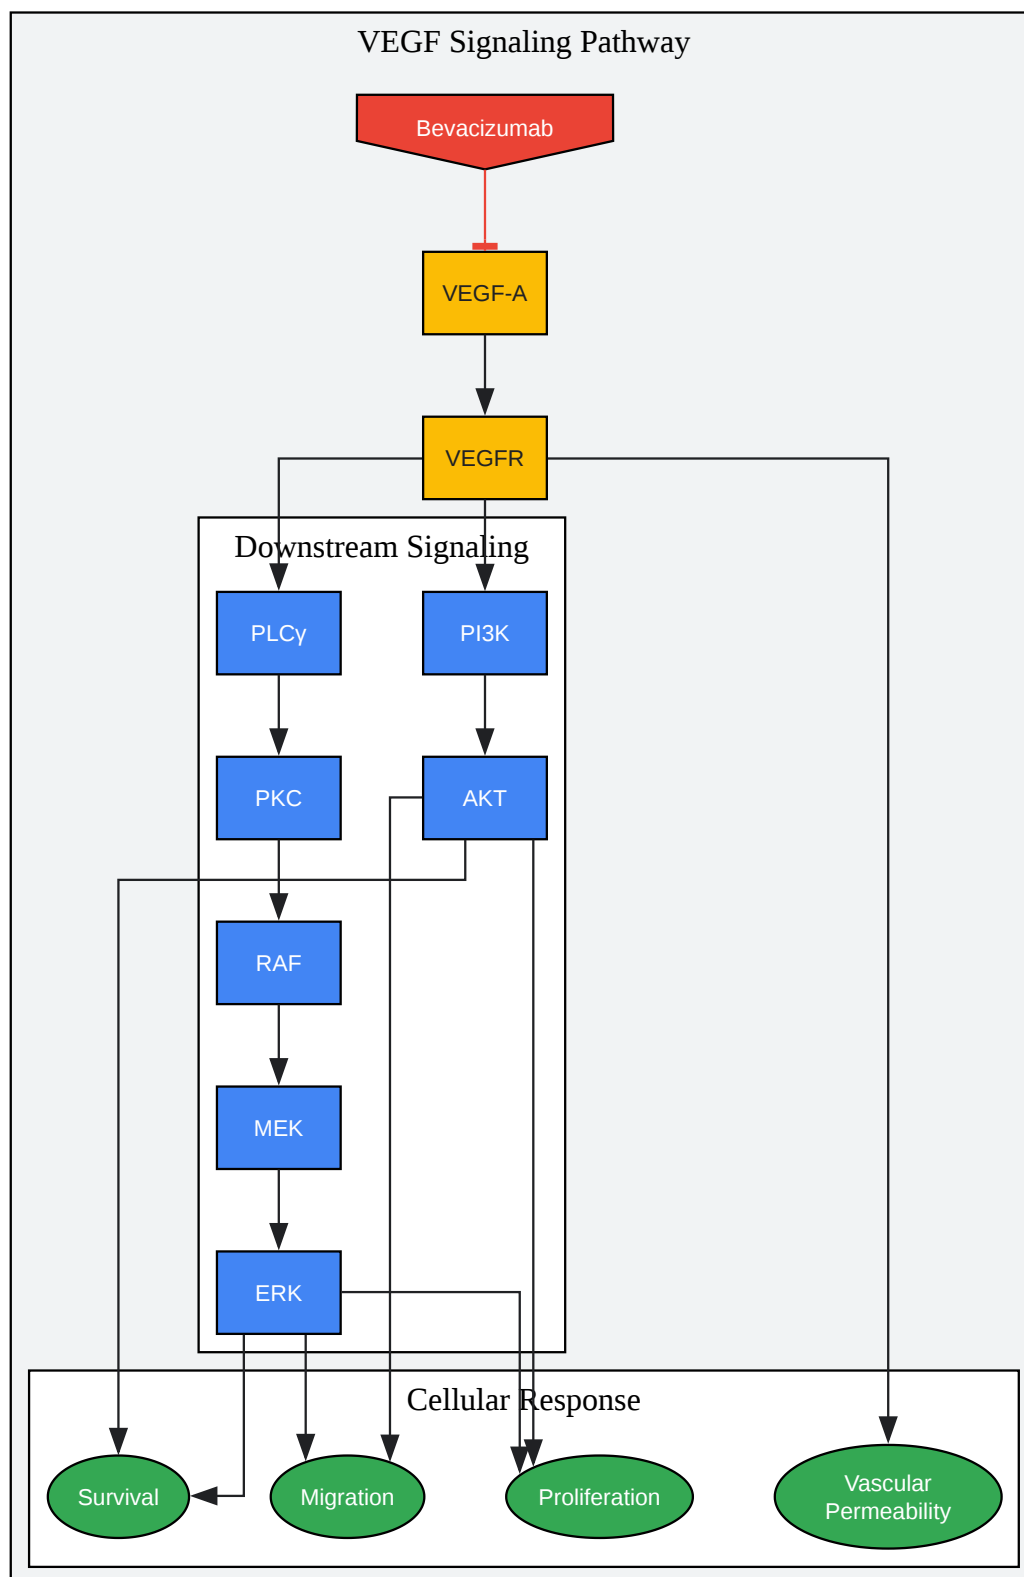 VEGF Signaling Pathway
Bevacizumab
VEGF-A
VEGFR
Downstream Signaling
PLCγ
PI3K
PKC
AKT
RAF
MEK
ERK
Cellular Response
Survival
Migration
Proliferation
Vascular
Permeability